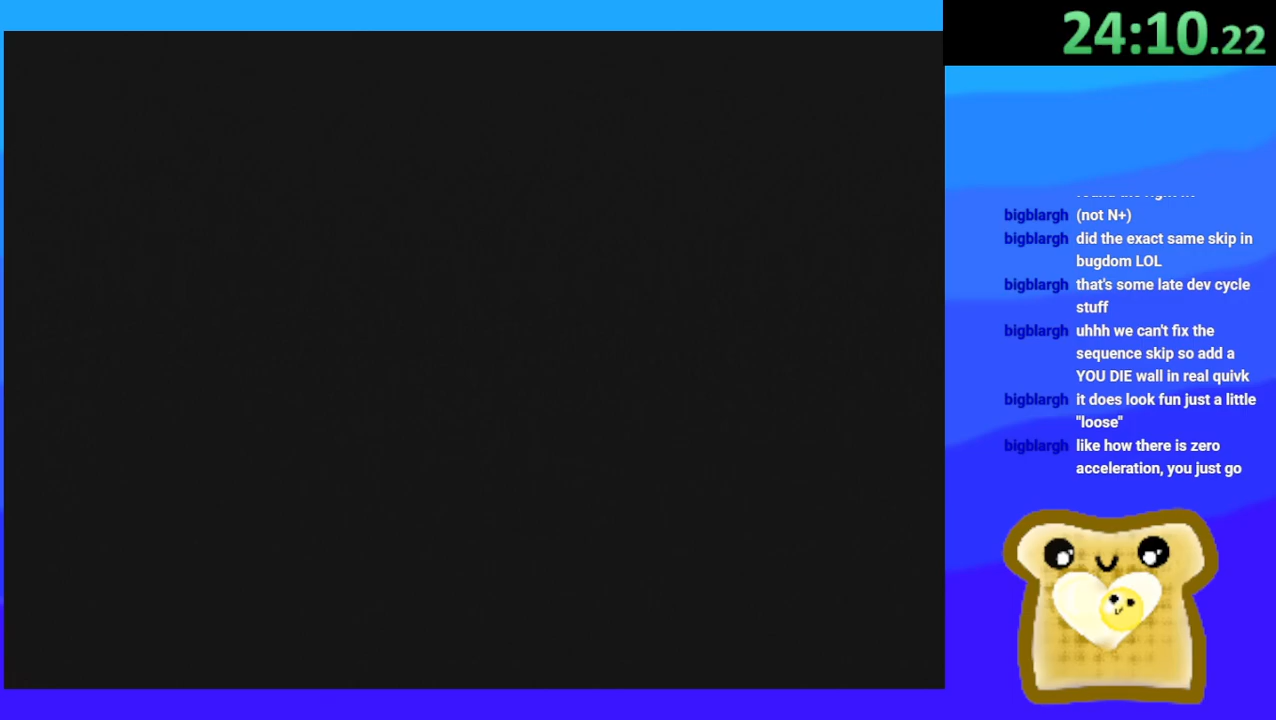 24:10.22
bigblargh (not N+)
bigblargh did the exact same skip in
bugdom LOL
bigblargh that's some late dev cycle
stuff
bigblargh uhhh we can't fix the
sequence skip so add a
YOU DIE wall in real quivk
bigblargh it does look fun just a little
"loose"
bigblargh like how there is zero
acceleration, you just go